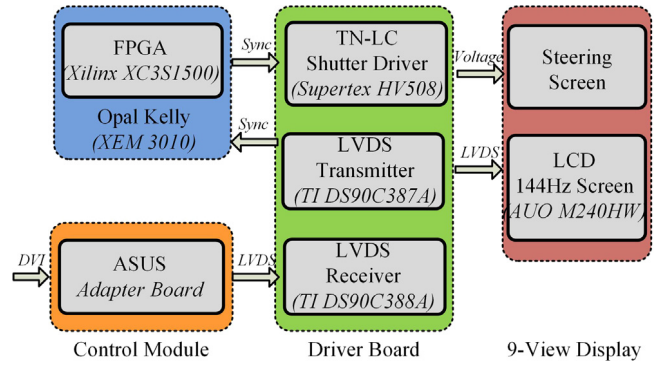 FPGA
(Xilinx XC3S1500)
Opal Kelly
(XEM 3010)
Sync
Sync
TN-LC
Shutter Driver
(Supertex HV508)
LVDS
Transmitter
(TI DS90C387A)
LVDS
Receiver
(TI DS90C388A)
Voltage
LVDS
Steering
Screen
LCD
144Hz Screen
(AUO M240HW)
DVI
ASUS
Adapter Board
LVDS
Control Module
Driver Board
9-View Display